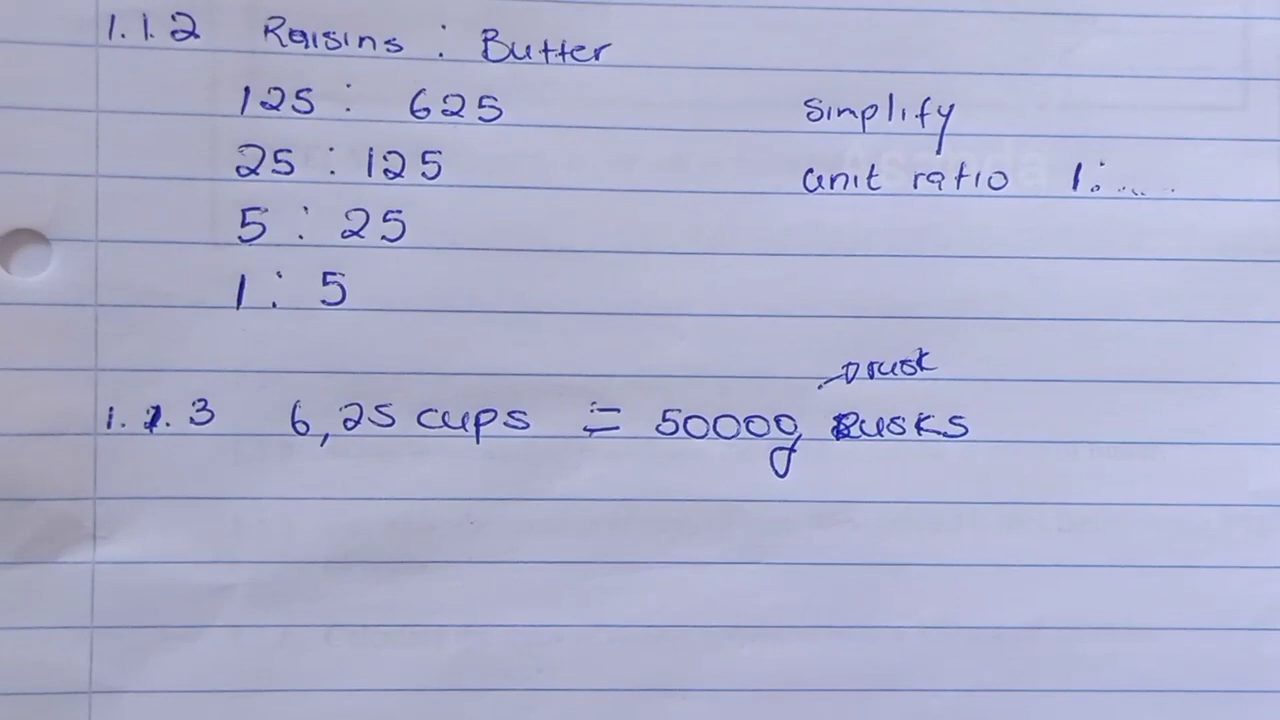 1.1.2 Raisins : Butter
125 : 625 simplify
25 : 125 unit ratio 1:.....
5 : 25
1 : 5
rusk
1.1.3 6,25 cups = 5000g Rusks